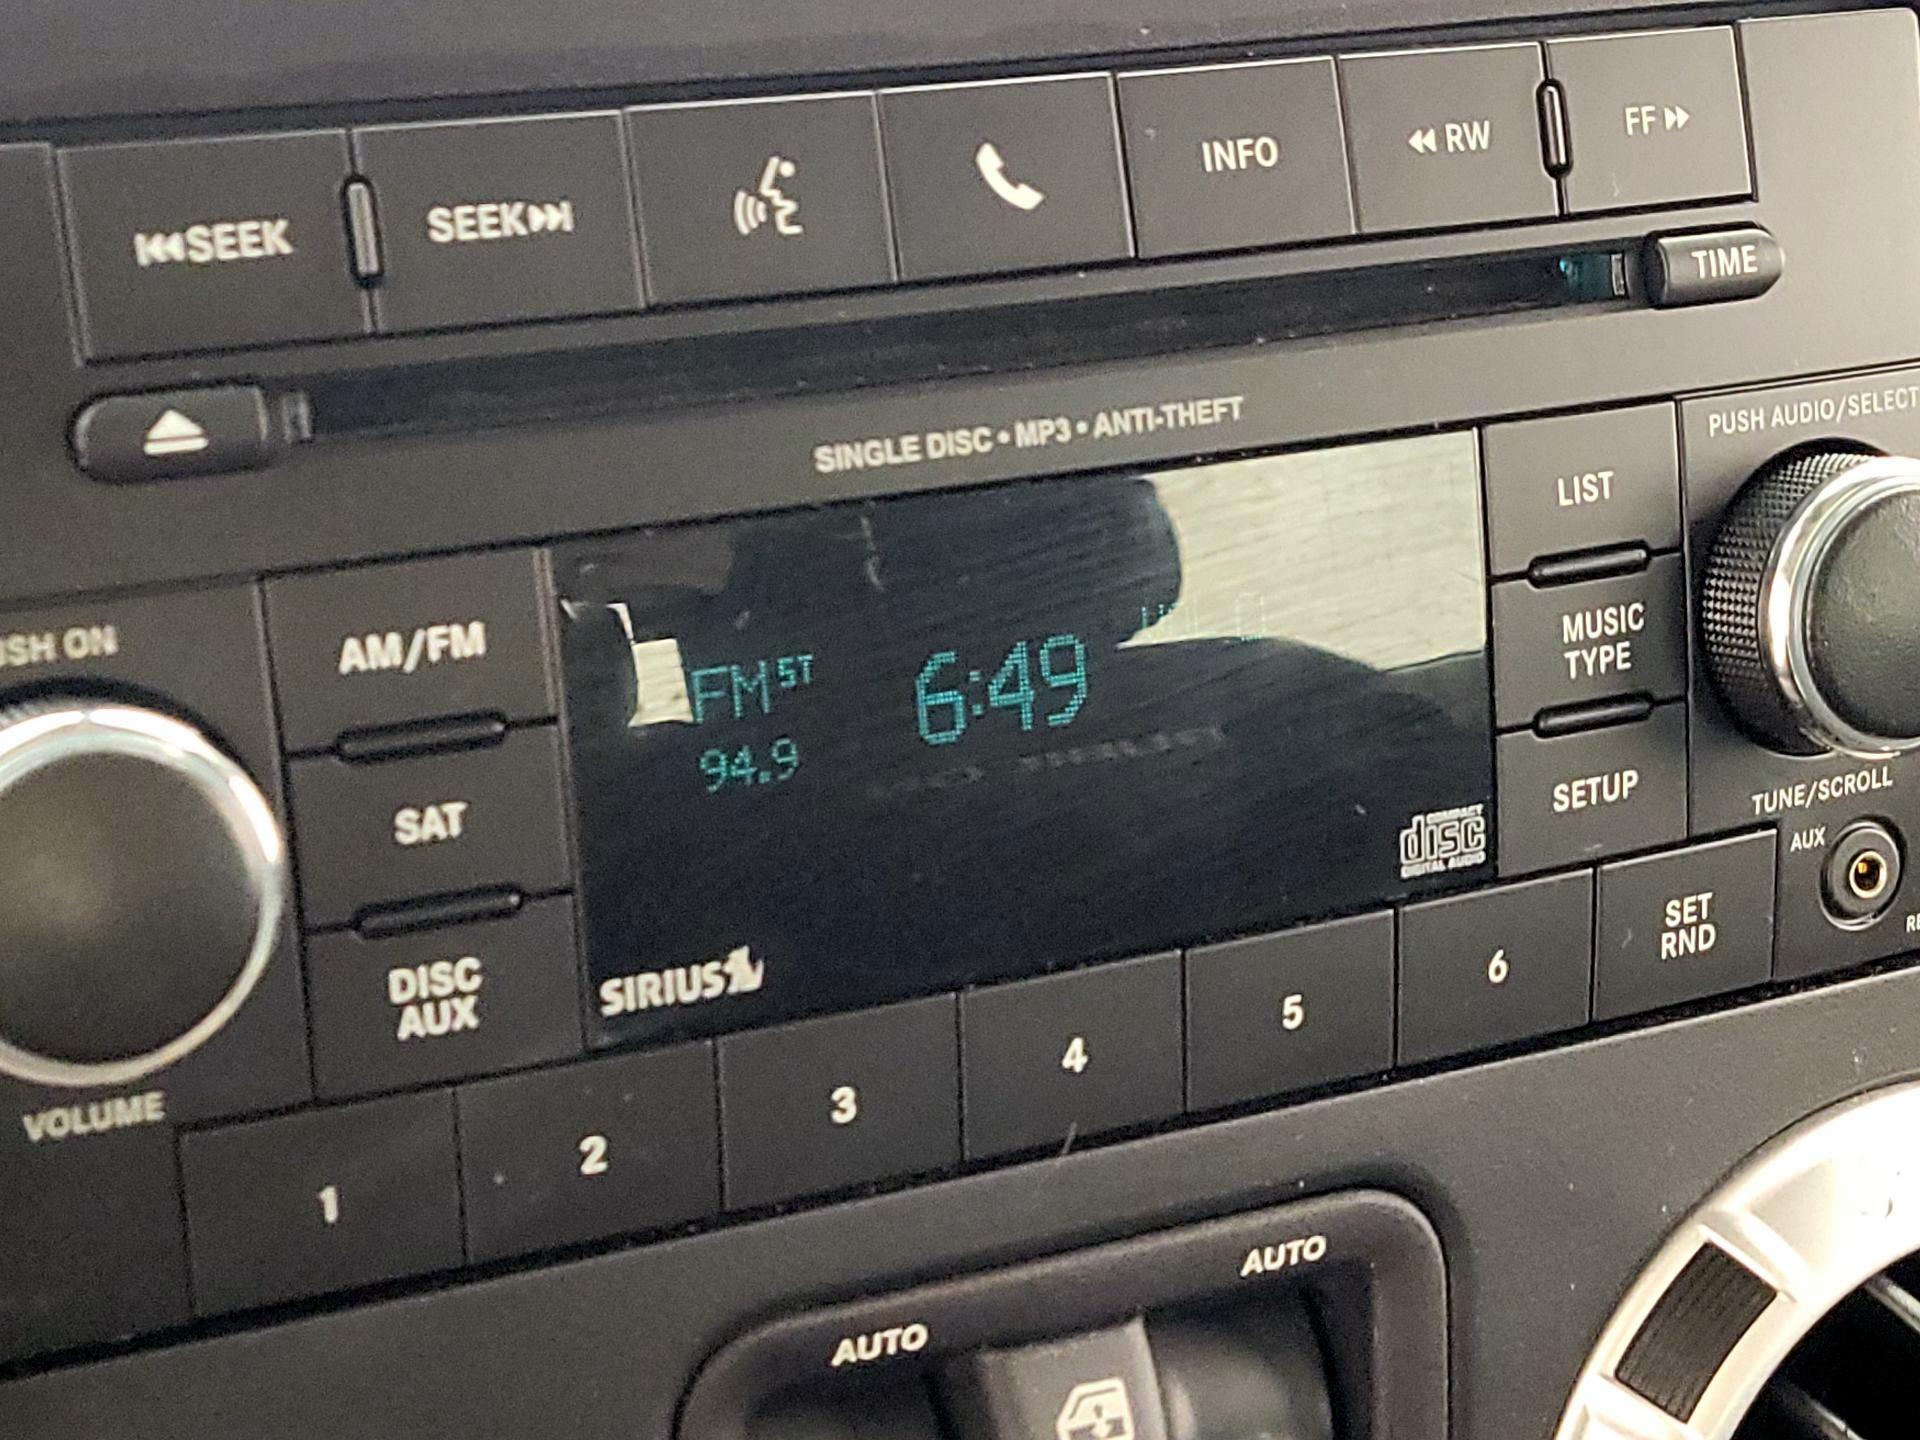 SEEK
SEEK
INFO
RW
FF
TIME
SINGLE DISC • MP3 • ANTI-THEFT
PUSH AUDIO/SELECT
LIST
AM/FM
MUSIC
TYPE
FM ST
6:49
94.9
SAT
SETUP
TUNE/SCROLL
AUX
COMPACT
disc
DIGITAL AUDIO
DISC
AUX
SIRIUS
SET
RND
VOLUME
1
2
3
4
5
6
AUTO
AUTO